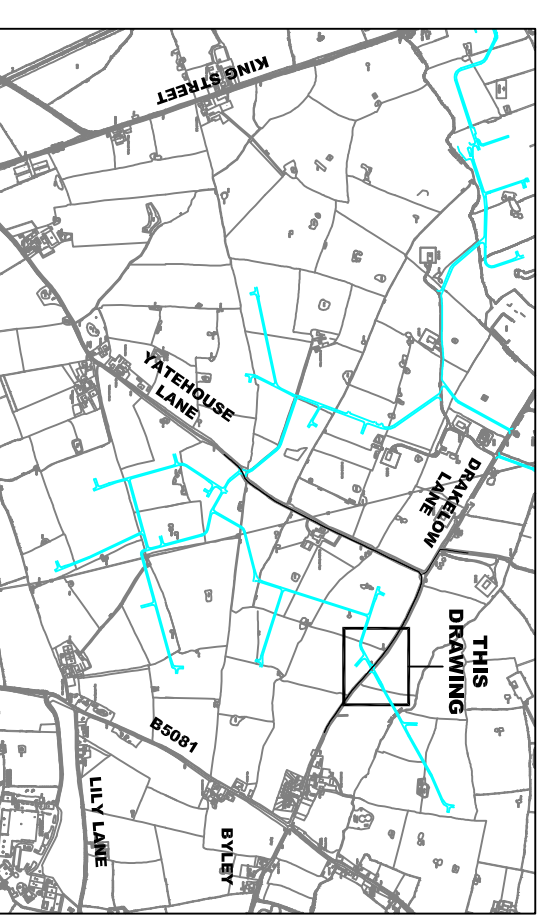 KING STREET
YATEHOUSE
LANE
DRAKELOW
LANE
THIS
DRAWING
B5081
LILY LANE
BYLEY